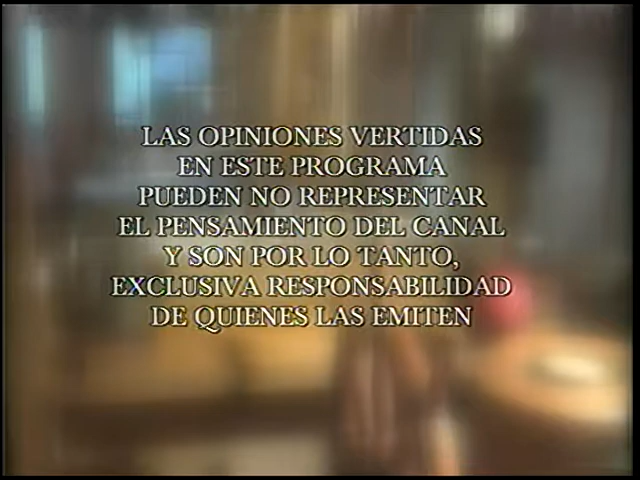 LAS OPINIONES VERTIDAS
EN ESTE PROGRAMA
PUEDEN NO REPRESENTAR
EL PENSAMIENTO DEL CANAL
Y SON POR LO TANTO,
EXCLUSIVA RESPONSABILIDAD
DE QUIENES LAS EMITEN